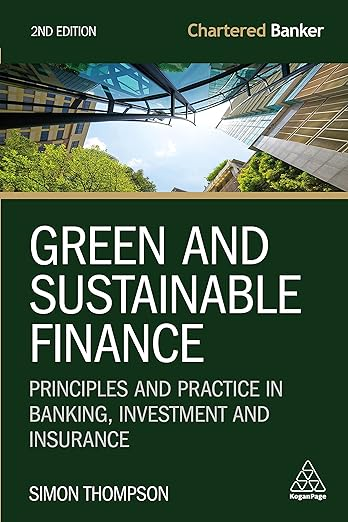 2ND EDITION
Chartered Banker
GREEN AND
SUSTAINABLE
FINANCE
PRINCIPLES AND PRACTICE IN
BANKING, INVESTMENT AND
INSURANCE
SIMON THOMPSON
KoganPage